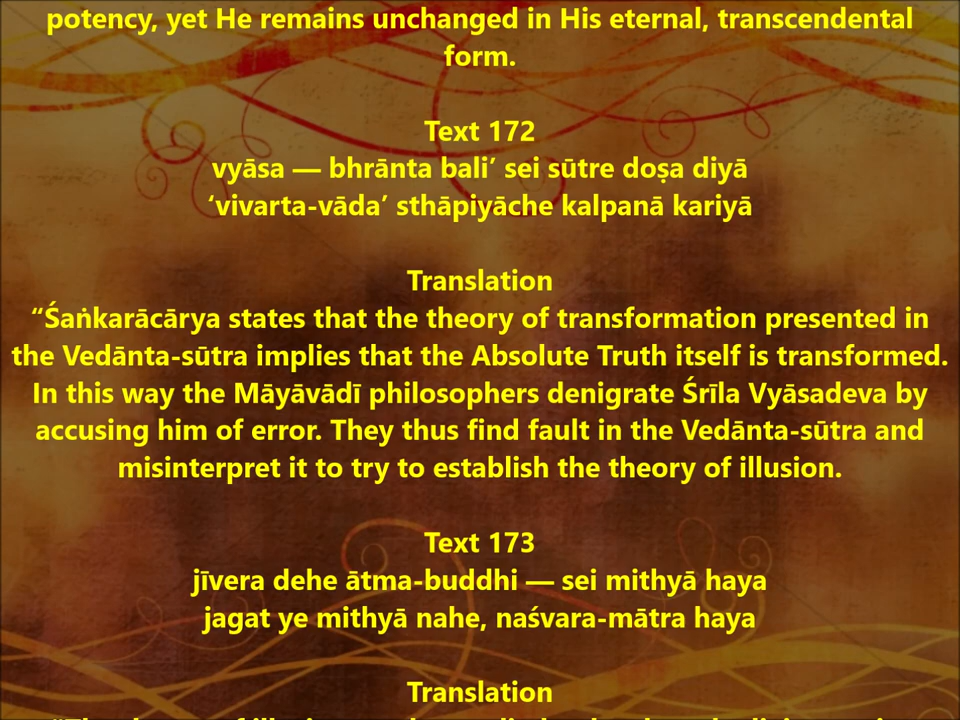 potency, yet He remains unchanged in His eternal, transcendental
form.
Text 172
vyāsa — bhrānta bali’ sei sūtre doṣa diyā
‘vivarta-vāda’ sthāpiyāche kalpanā kariyā
Translation
“Śaṅkarācārya states that the theory of transformation presented in
the Vedānta-sūtra implies that the Absolute Truth itself is transformed.
In this way the Māyāvādī philosophers denigrate Śrīla Vyāsadeva by
accusing him of error. They thus find fault in the Vedānta-sūtra and
misinterpret it to try to establish the theory of illusion.
Text 173
jīvera dehe ātma-buddhi — sei mithyā haya
jagat ye mithyā nahe, naśvara-mātra haya
Translation